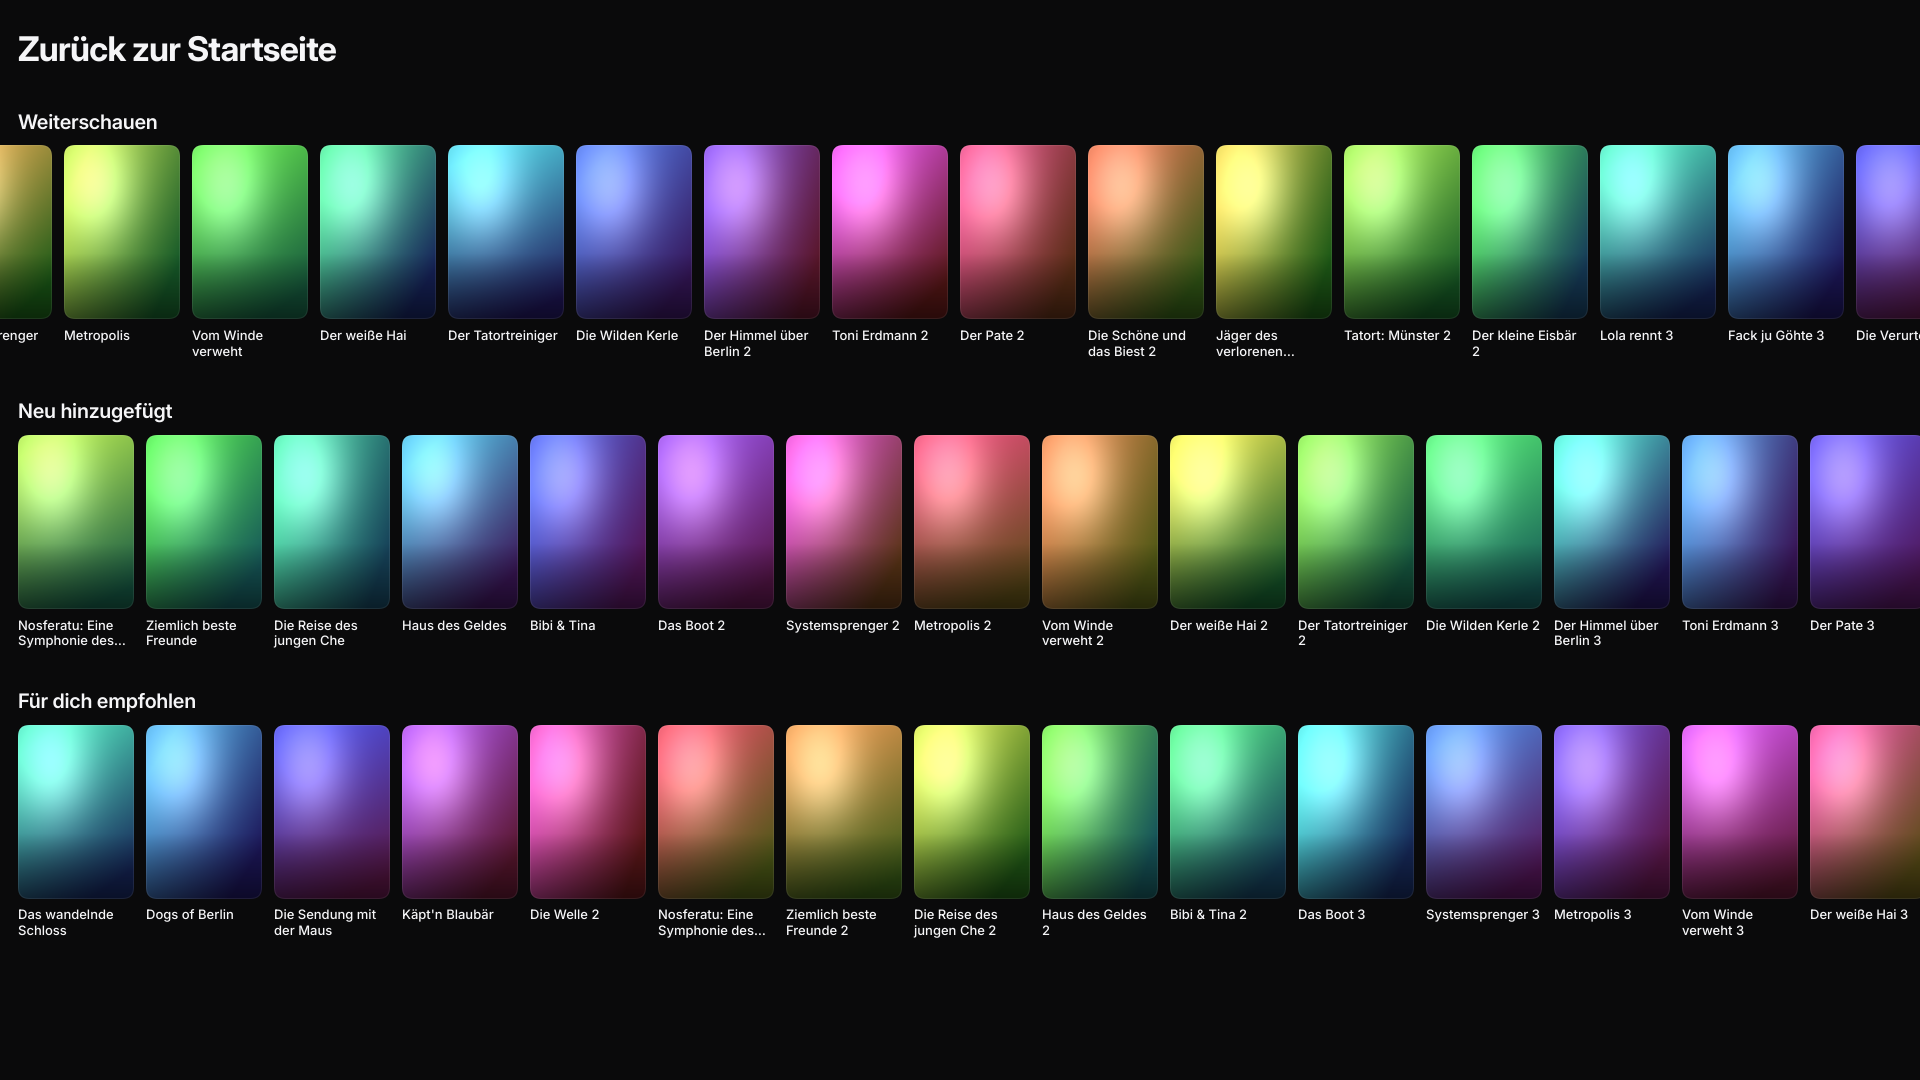 Zurück zur Startseite
Weiterschauen
Metropolis
Vom Winde
verweht
Der weiße Hai
Der Tatortreiniger
Die Wilden Kerle
Der Himmel über
Berlin 2
Toni Erdmann 2
Der Pate 2
Die Schöne und
das Biest 2
Jäger des
verlorenen...
Tatort: Münster 2
Der kleine Eisbär
2
Lola rennt 3
Fack ju Göhte 3
Die
Neu hinzugefügt
Nosferatu: Eine
Symphonie des...
Ziemlich beste
Freunde
Die Reise des
jungen Che
Haus des Geldes
Bibi & Tina
Das Boot 2
Systemsprenger 2
Metropolis 2
Vom Winde
verweht 2
Der weiße Hai 2
Der Tatortreiniger
2
Die Wilden Kerle 2
Der Himmel über
Berlin 3
Toni Erdmann 3
Der Pate 3
Für dich empfohlen
Das wandelnde
Schloss
Dogs of Berlin
Die Sendung mit
der Maus
Käpt'n Blaubär
Die Welle 2
Nosferatu: Eine
Symphonie des...
Ziemlich beste
Freunde 2
Die Reise des
jungen Che 2
Haus des Geldes
2
Bibi & Tina 2
Das Boot 3
Systemsprenger 3
Metropolis 3
Vom Winde
verweht 3
Der weiße Hai 3